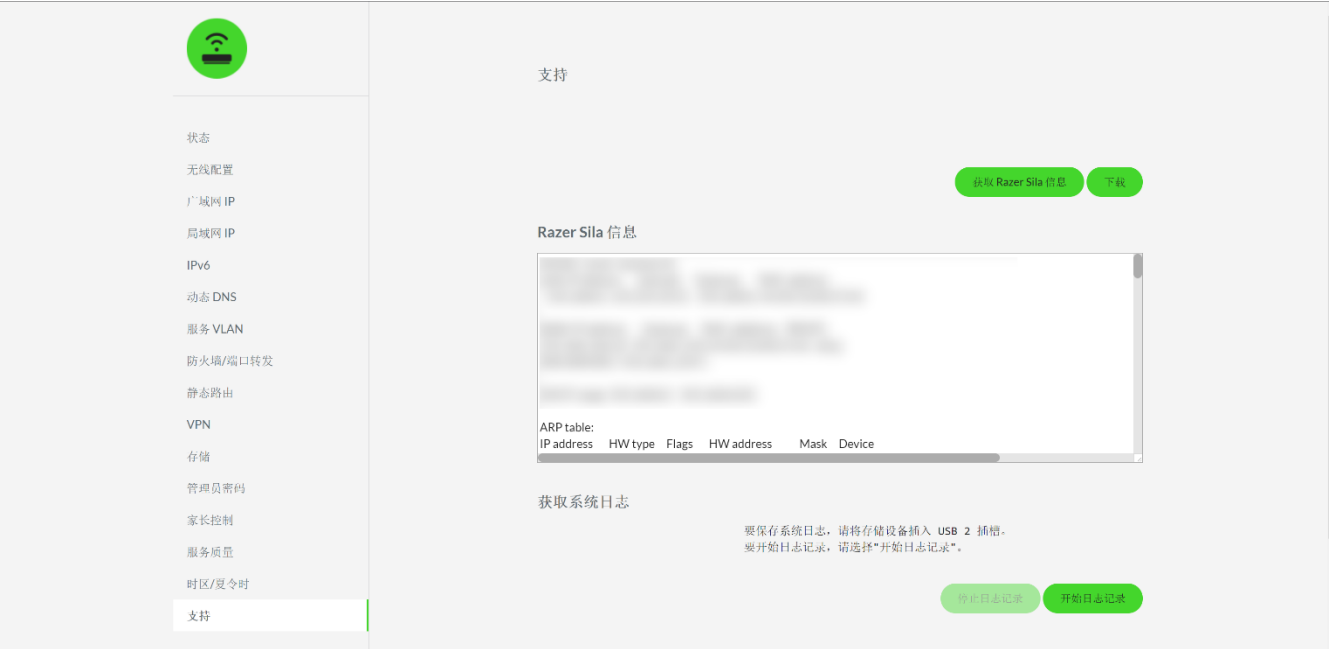 支持
状态
无线配置
广域网 IP
局域网 IP
IPv6
动态 DNS
服务 VLAN
防火墙/端口转发
静态路由
VPN
存储
管理员密码
家长控制
服务质量
时区/夏令时
支持
获取 Razer Sila 信息 下载
Razer Sila 信息
ARP table:
IP address HW type Flags HW address Mask Device
获取系统日志
要保存系统日志，请将存储设备插入 USB 2 插槽。
要开始日志记录，请选择"开始日志记录"。
停止日志记录 开始日志记录